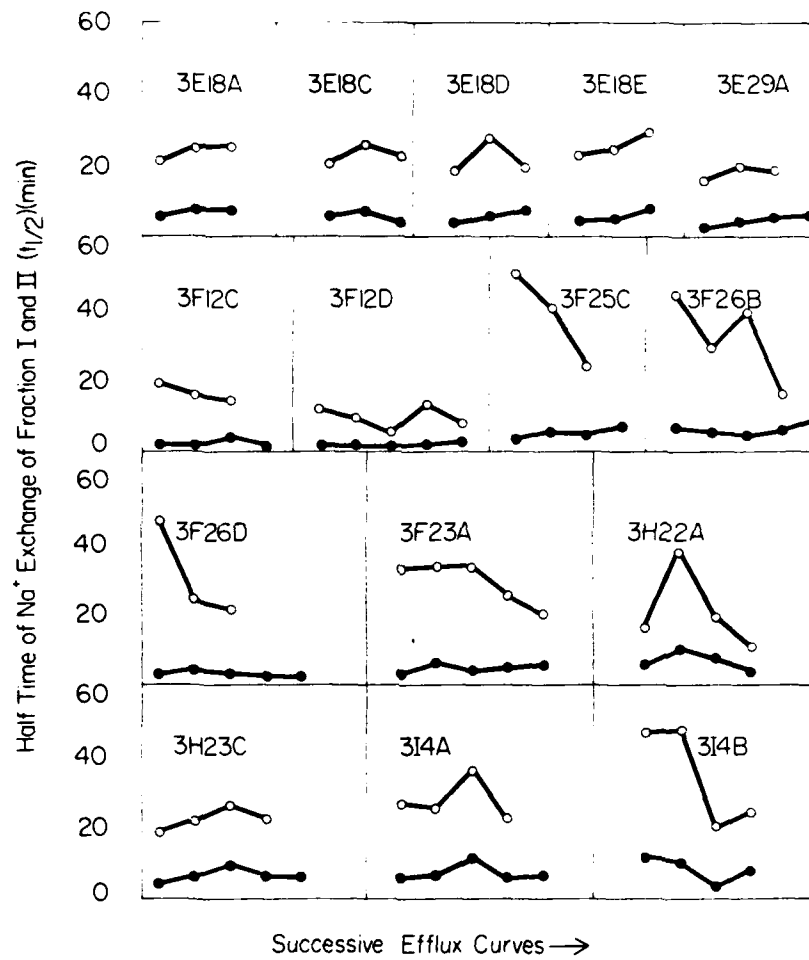 60
3E18A 3E18C 3E18D 3E18E 3E29A
40
20
60
3F12C 3F12D 3F25C 3F26B
40
20
0
60
3F26D 3F23A 3H22A
40
20
60
3H23C 3I4A 3I4B
40
20
0
Half Time of Na⁺ Exchange of Fraction I and II (t1/2)(min)
Successive Efflux Curves→